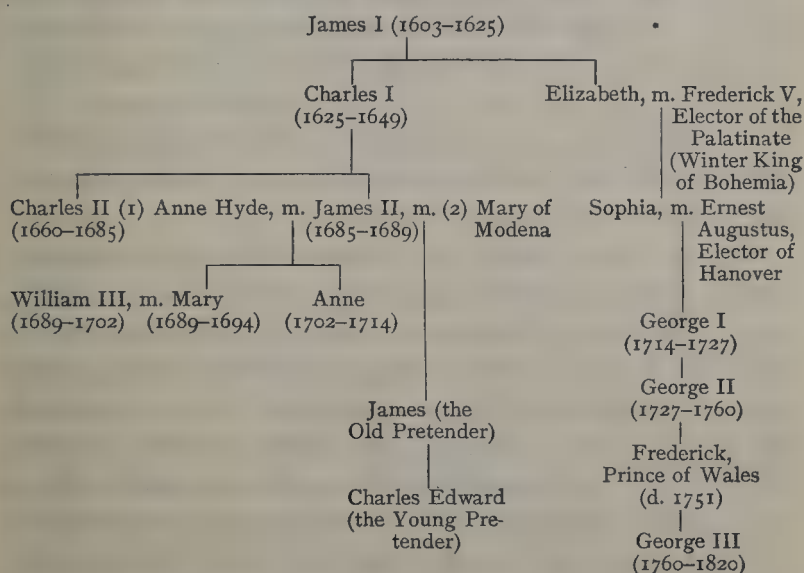 James I (1603–1625)
Charles I
(1625–1649)
Elizabeth, m. Frederick V,
Elector of the
Palatinate
(Winter King
of Bohemia)
Charles II (1) Anne Hyde, m. James II, m. (2) Mary of
(1660–1685) (1685–1689) Modena
Sophia, m. Ernest
Augustus,
Elector of
Hanover
William III, m. Mary Anne
(1689–1702) (1689–1694) (1702–1714)
George I
(1714–1727)
George II
(1727–1760)
James (the
Old Pretender)
Frederick,
Prince of Wales
(d. 1751)
Charles Edward
(the Young Pre-
tender)
George III
(1760–1820)